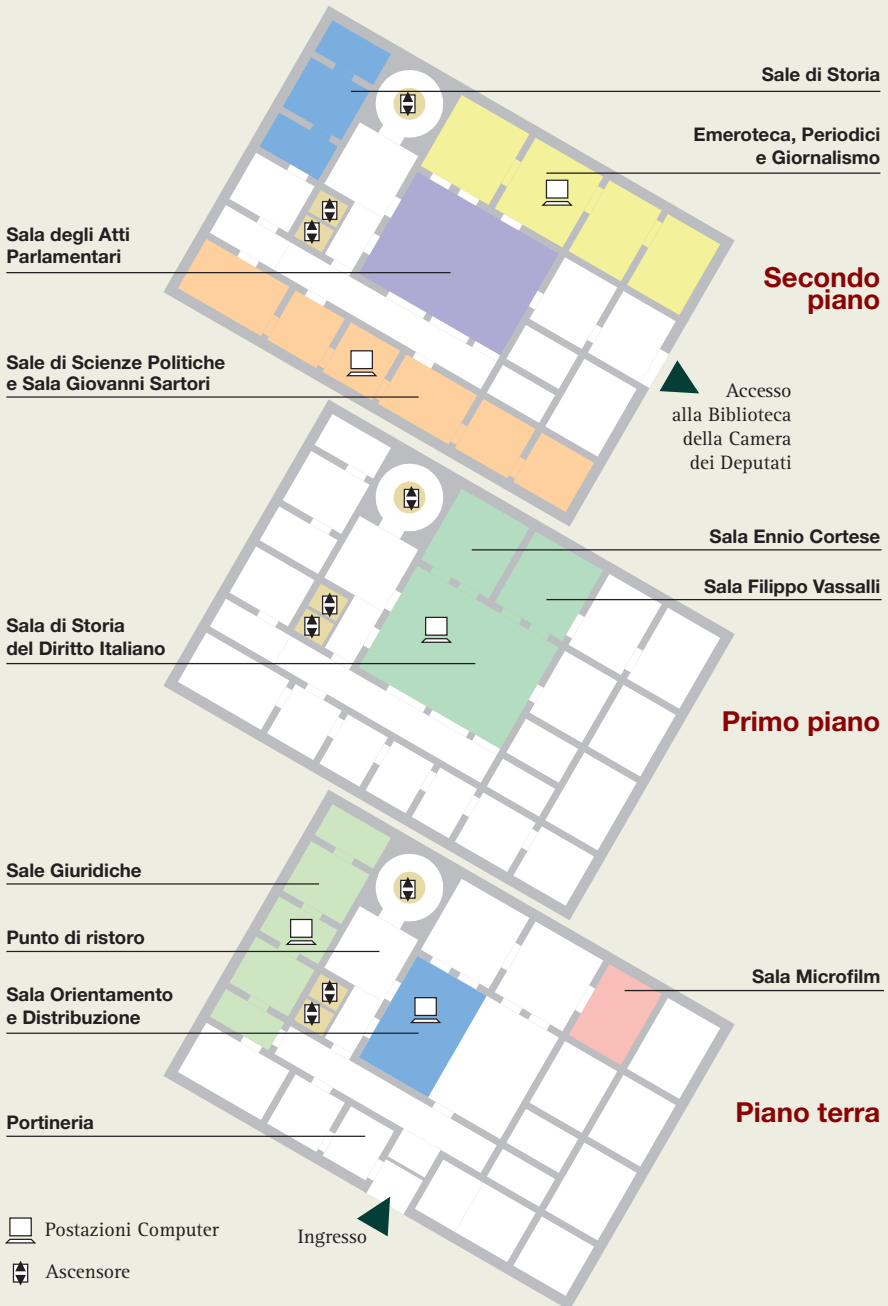 Sale di Storia
Emeroteca, Periodici
e Giornalismo
Sala degli Atti
Parlamentari
Secondo
piano
Sale di Scienze Politiche
e Sala Giovanni Sartori
Accesso
alla Biblioteca
della Camera
dei Deputati
Sala Ennio Cortese
Sala Filippo Vassalli
Sala di Storia
del Diritto Italiano
Primo piano
Sale Giuridiche
Punto di ristoro
Sala Microfilm
Sala Orientamento
e Distribuzione
Piano terra
Portineria
Ingresso
Postazioni Computer
Ascensore